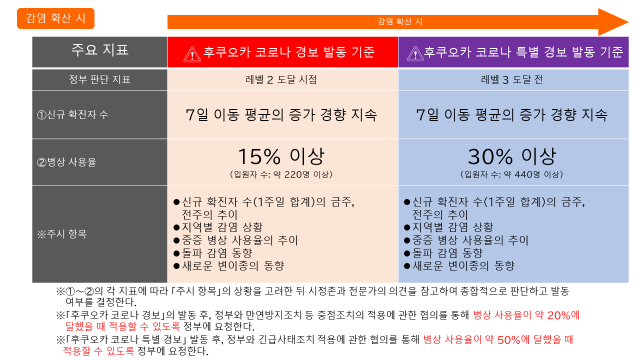 감염 확산 시
감염 확산 시
주요 지표
후쿠오카 코로나 경보 발동 기준
후쿠오카 코로나 특별 경보 발동 기준
정부 판단 지표
레벨 2 도달 시점
레벨 3 도달 전
①신규 확진자 수
7일 이동 평균의 증가 경향 지속
7일 이동 평균의 증가 경향 지속
②병상 사용율
15% 이상
(입원자 수: 약 220명 이상)
30% 이상
(입원자 수: 약 440명 이상)
※주시 항목
●신규 확진자 수(1주일 합계)의 금주,
전주의 추이
●지역별 감염 상황
●중증 병상 사용율의 추이
●돌파 감염 동향
●새로운 변이종의 동향
●신규 확진자 수(1주일 합계)의 금주,
전주의 추이
●지역별 감염 상황
●중증 병상 사용율의 추이
●돌파 감염 동향
●새로운 변이종의 동향
※①~②의 각 지표에 따라 「주시 항목」의 상황을 고려한 뒤 시정촌과 전문가의 의견을 참고하여 종합적으로 판단하고 발동
여부를 결정한다.
※「후쿠오카 코로나 경보」의 발동 후, 정부와 만연방지조치 등 중점조치의 적용에 관한 협의를 통해 병상 사용율이 약 20%에
달했을 때 적용할 수 있도록 정부에 요청한다.
※「후쿠오카 코로나 특별 경보」 발동 후, 정부와 긴급사태조치 적용에 관한 협의를 통해 병상 사용율이 약 50%에 달했을 때
적용할 수 있도록 정부에 요청한다.